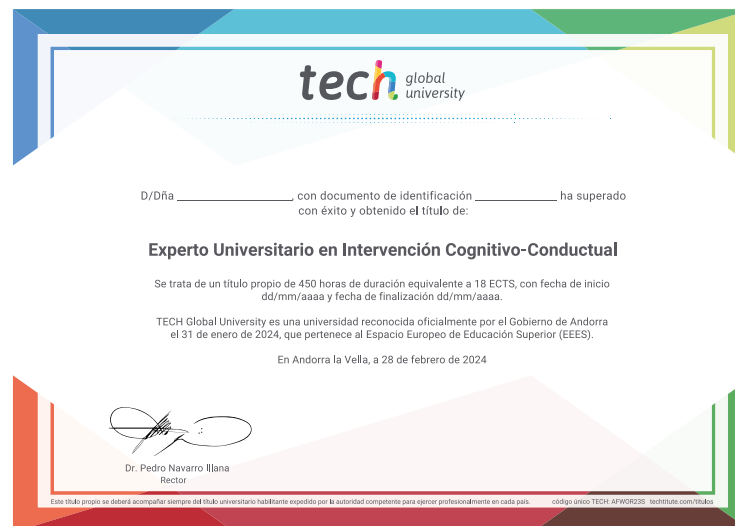 tech global university
D/Dña ____________________, con documento de identificación ______________ ha superado
con éxito y obtenido el título de:
Experto Universitario en Intervención Cognitivo-Conductual
Se trata de un título propio de 450 horas de duración equivalente a 18 ECTS, con fecha de inicio
dd/mm/aaaa y fecha de finalización dd/mm/aaaa.
TECH Global University es una universidad reconocida oficialmente por el Gobierno de Andorra
el 31 de enero de 2024, que pertenece al Espacio Europeo de Educación Superior (EEES).
En Andorra la Vella, a 28 de febrero de 2024
Dr. Pedro Navarro Illana
Rector
Este título propio se deberá acompañar siempre del título universitario habilitante expedido por la autoridad competente para ejercer profesionalmente en cada país. código único TECH: AFWOR23S techtitute.com/titulos